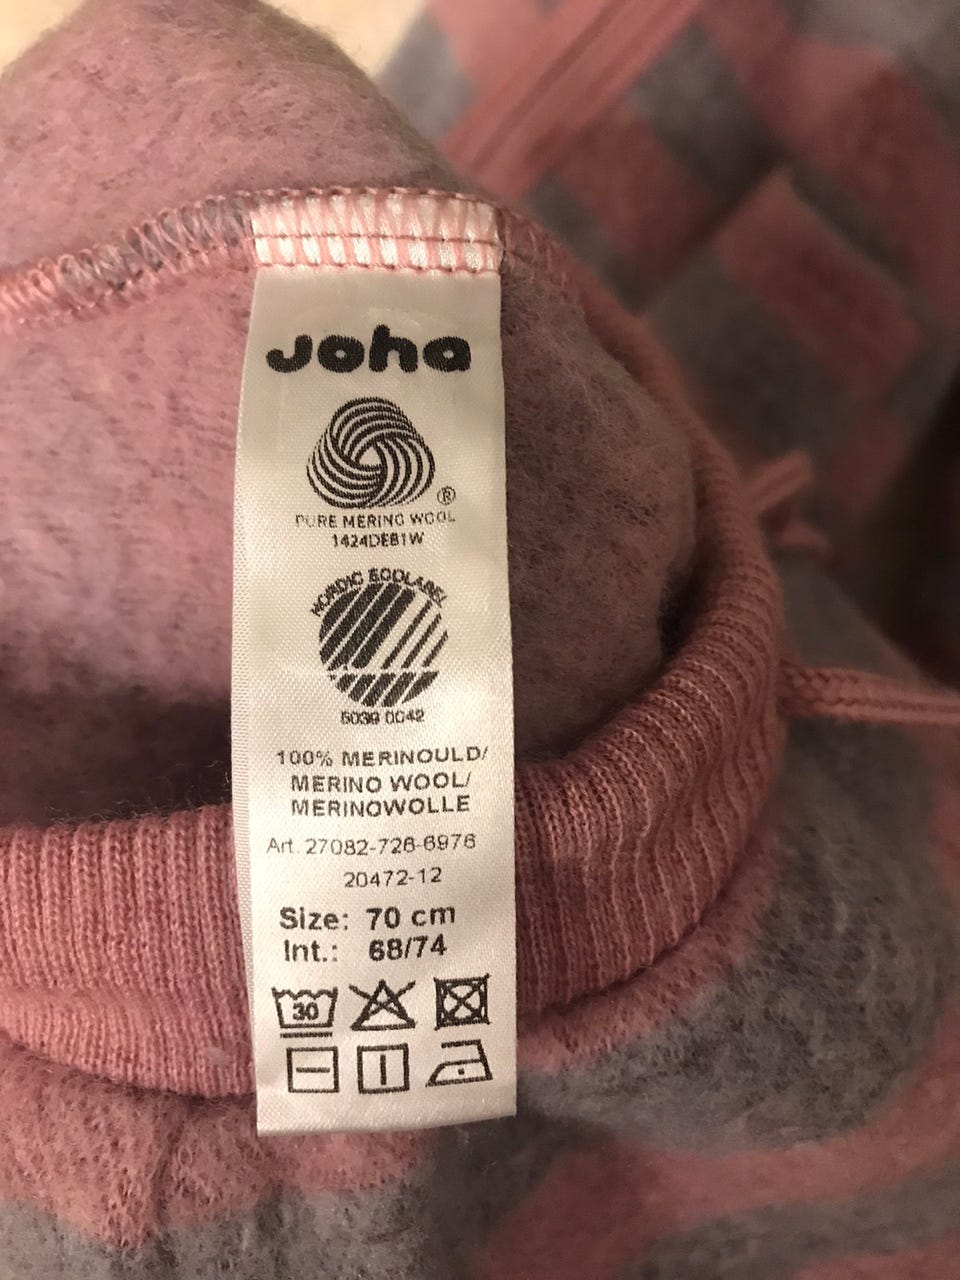 Joha
®
PURE MERINO WOOL
1424DEB1W
NORDIC ECOLABEL
5039 0042
100% MERINOULD/
MERINO WOOL/
MERINOWOLLE
Art. 27082-726-6976
20472-12
Size: 70 cm
Int.: 68/74
30